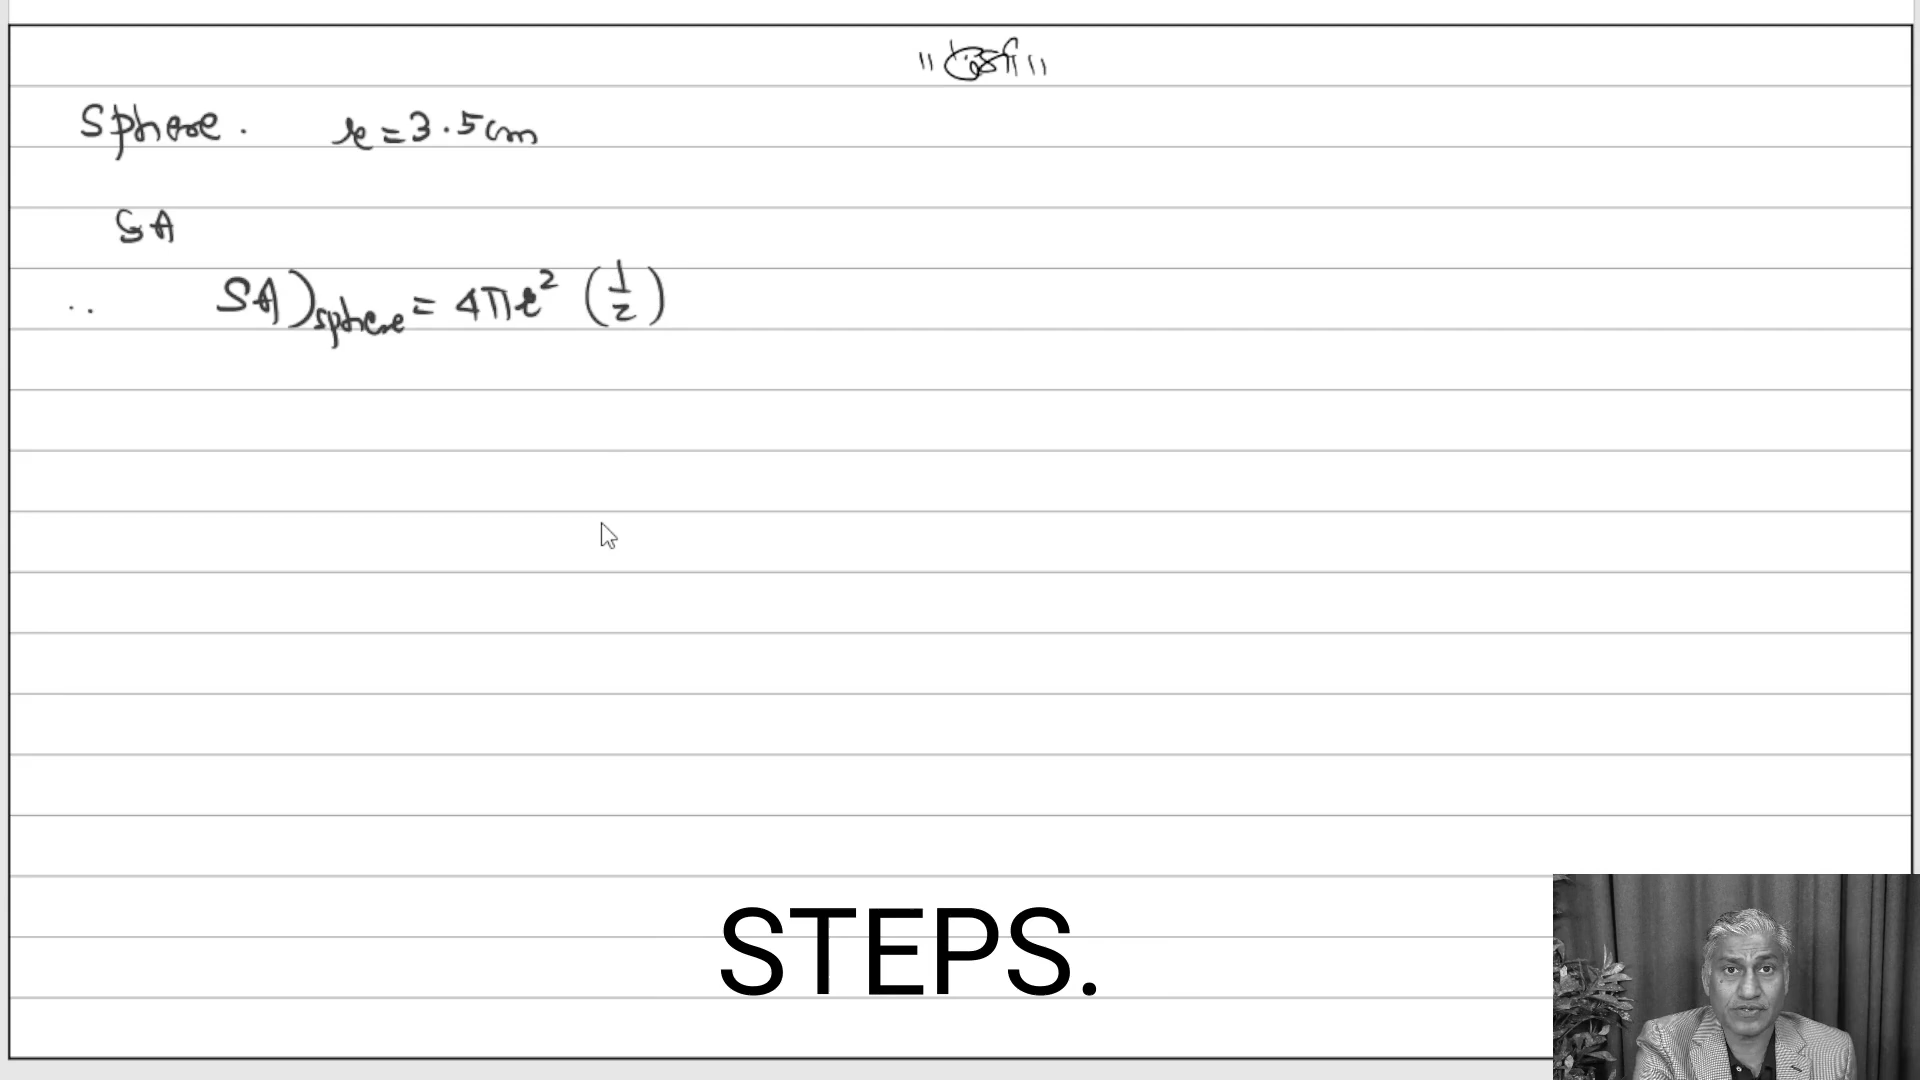 Sphere. r = 3.5 cm
SA
∴ SA)sphere = 4πr² (1/2)
STEPS.